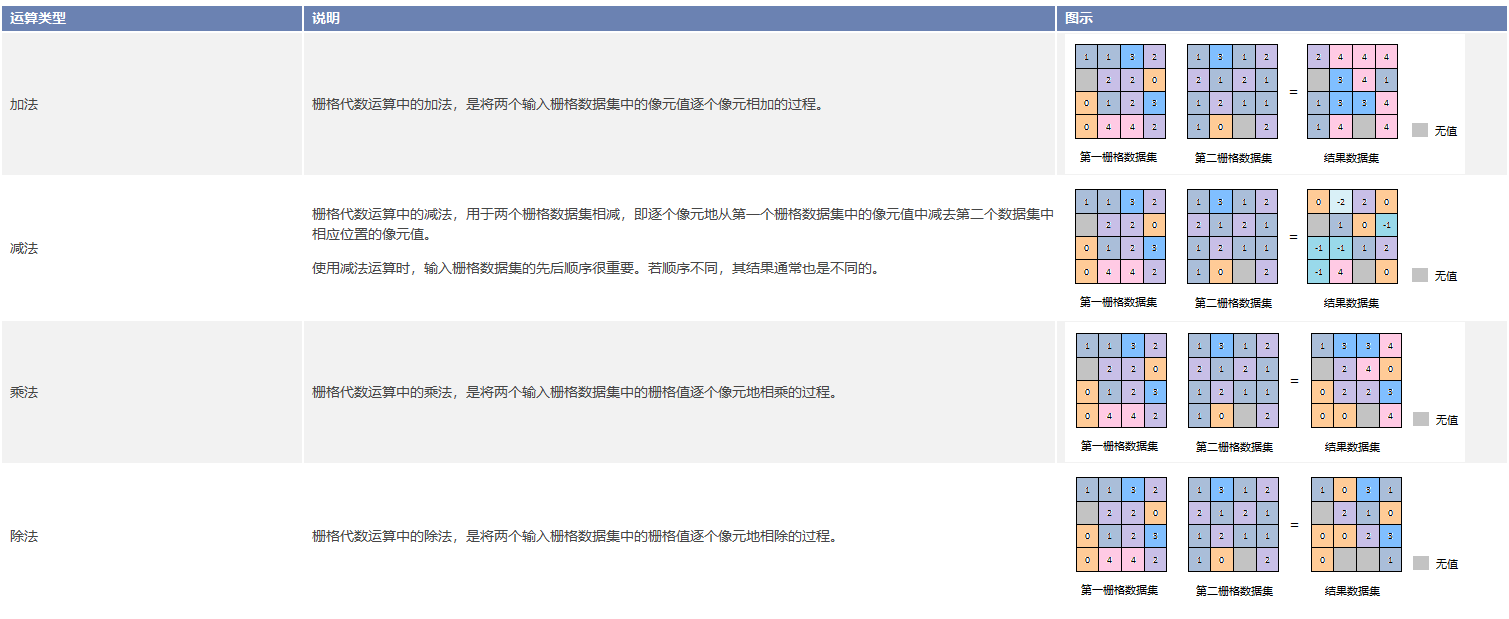 运算类型 说明 图示
加法
栅格代数运算中的加法，是将两个输入栅格数据集中的像元值逐个像元相加的过程。
1 1 3 2 1 3 1 2 2 4 4 4
2 2 0 2 1 2 1 3 4 1
=
0 1 2 3 1 2 1 1 1 3 3 4
0 4 4 2 1 0 2 1 4 4
无值
第一栅格数据集 第二栅格数据集 结果数据集
减法
栅格代数运算中的减法，用于两个栅格数据集相减，即逐个像元地从第一个栅格数据集中的像元值中减去第二个数据集中
相应位置的像元值。
使用减法运算时，输入栅格数据集的先后顺序很重要。若顺序不同，其结果通常也是不同的。
1 1 3 2 1 3 1 2 0 -2 2 0
2 2 0 2 1 2 1 1 0 -1
=
0 1 2 3 1 2 1 1 -1 -1 1 2
0 4 4 2 1 0 2 -1 4 0
无值
第一栅格数据集 第二栅格数据集 结果数据集
乘法
栅格代数运算中的乘法，是将两个输入栅格数据集中的栅格值逐个像元地相乘的过程。
1 1 3 2 1 3 1 2 1 3 3 4
2 2 0 2 1 2 1 2 4 0
=
0 1 2 3 1 2 1 1 0 2 2 3
0 4 4 2 1 0 2 0 0 4
无值
第一栅格数据集 第二栅格数据集 结果数据集
除法
栅格代数运算中的除法，是将两个输入栅格数据集中的栅格值逐个像元地相除的过程。
1 1 3 2 1 3 1 2 1 0 3 1
2 2 0 2 1 2 1 2 1 0
=
0 1 2 3 1 2 1 1 0 0 2 3
0 4 4 2 1 0 2 0 1
无值
第一栅格数据集 第二栅格数据集 结果数据集